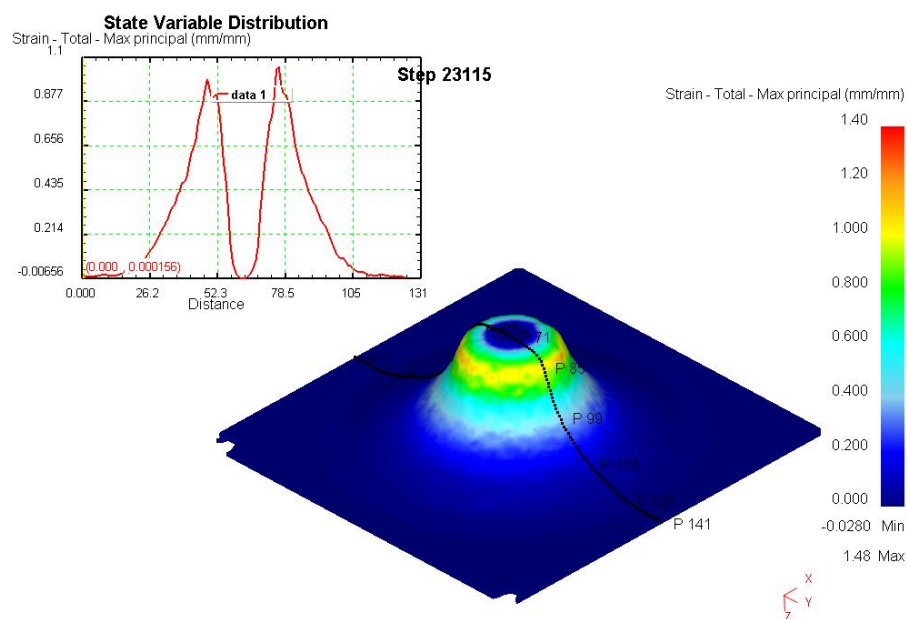 State Variable Distribution
Strain - Total - Max principal (mm/mm)
1.1
Step 23115
data 1
0.877
0.656
0.435
0.214
-0.00656
(0.000 , 0.000156)
0.000 26.2 52.3 78.5 105 131
Distance
Strain - Total - Max principal (mm/mm)
1.40
1.20
1.000
0.800
0.600
0.400
0.200
0.000
-0.0280 Min
1.48 Max
P 71
P 85
P 99
P 113
P 127
P 141
X
Y
Z